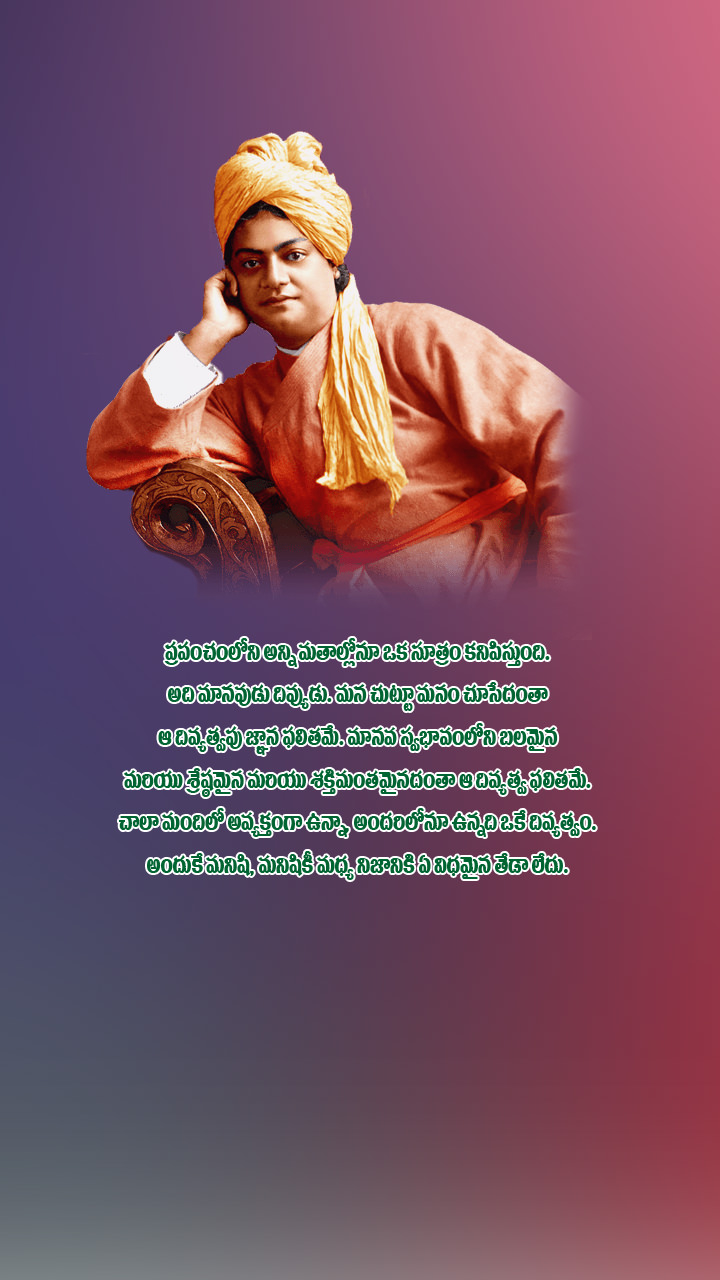 ప్రపంచంలోని అన్ని మతాల్లోనూ ఒక సూత్రం కనిపిస్తుంది.
అది మానవుడు దివ్యుడు. మన చుట్టూ మనం చూసేదంతా
ఆ దివ్యత్వపు జ్ఞాన ఫలితమే. మానవ స్వభావంలోని బలమైన
మరియు శ్రేష్ఠమైన మరియు శక్తిమంతమైనదంతా ఆ దివ్యత్వ ఫలితమే.
చాలా మందిలో అవ్యక్తంగా ఉన్నా, అందరిలోనూ ఉన్నది ఒకే దివ్యత్వం.
అందుకే మనిషి, మనిషికీ మధ్య నిజానికి ఏ విధమైన తేడా లేదు.